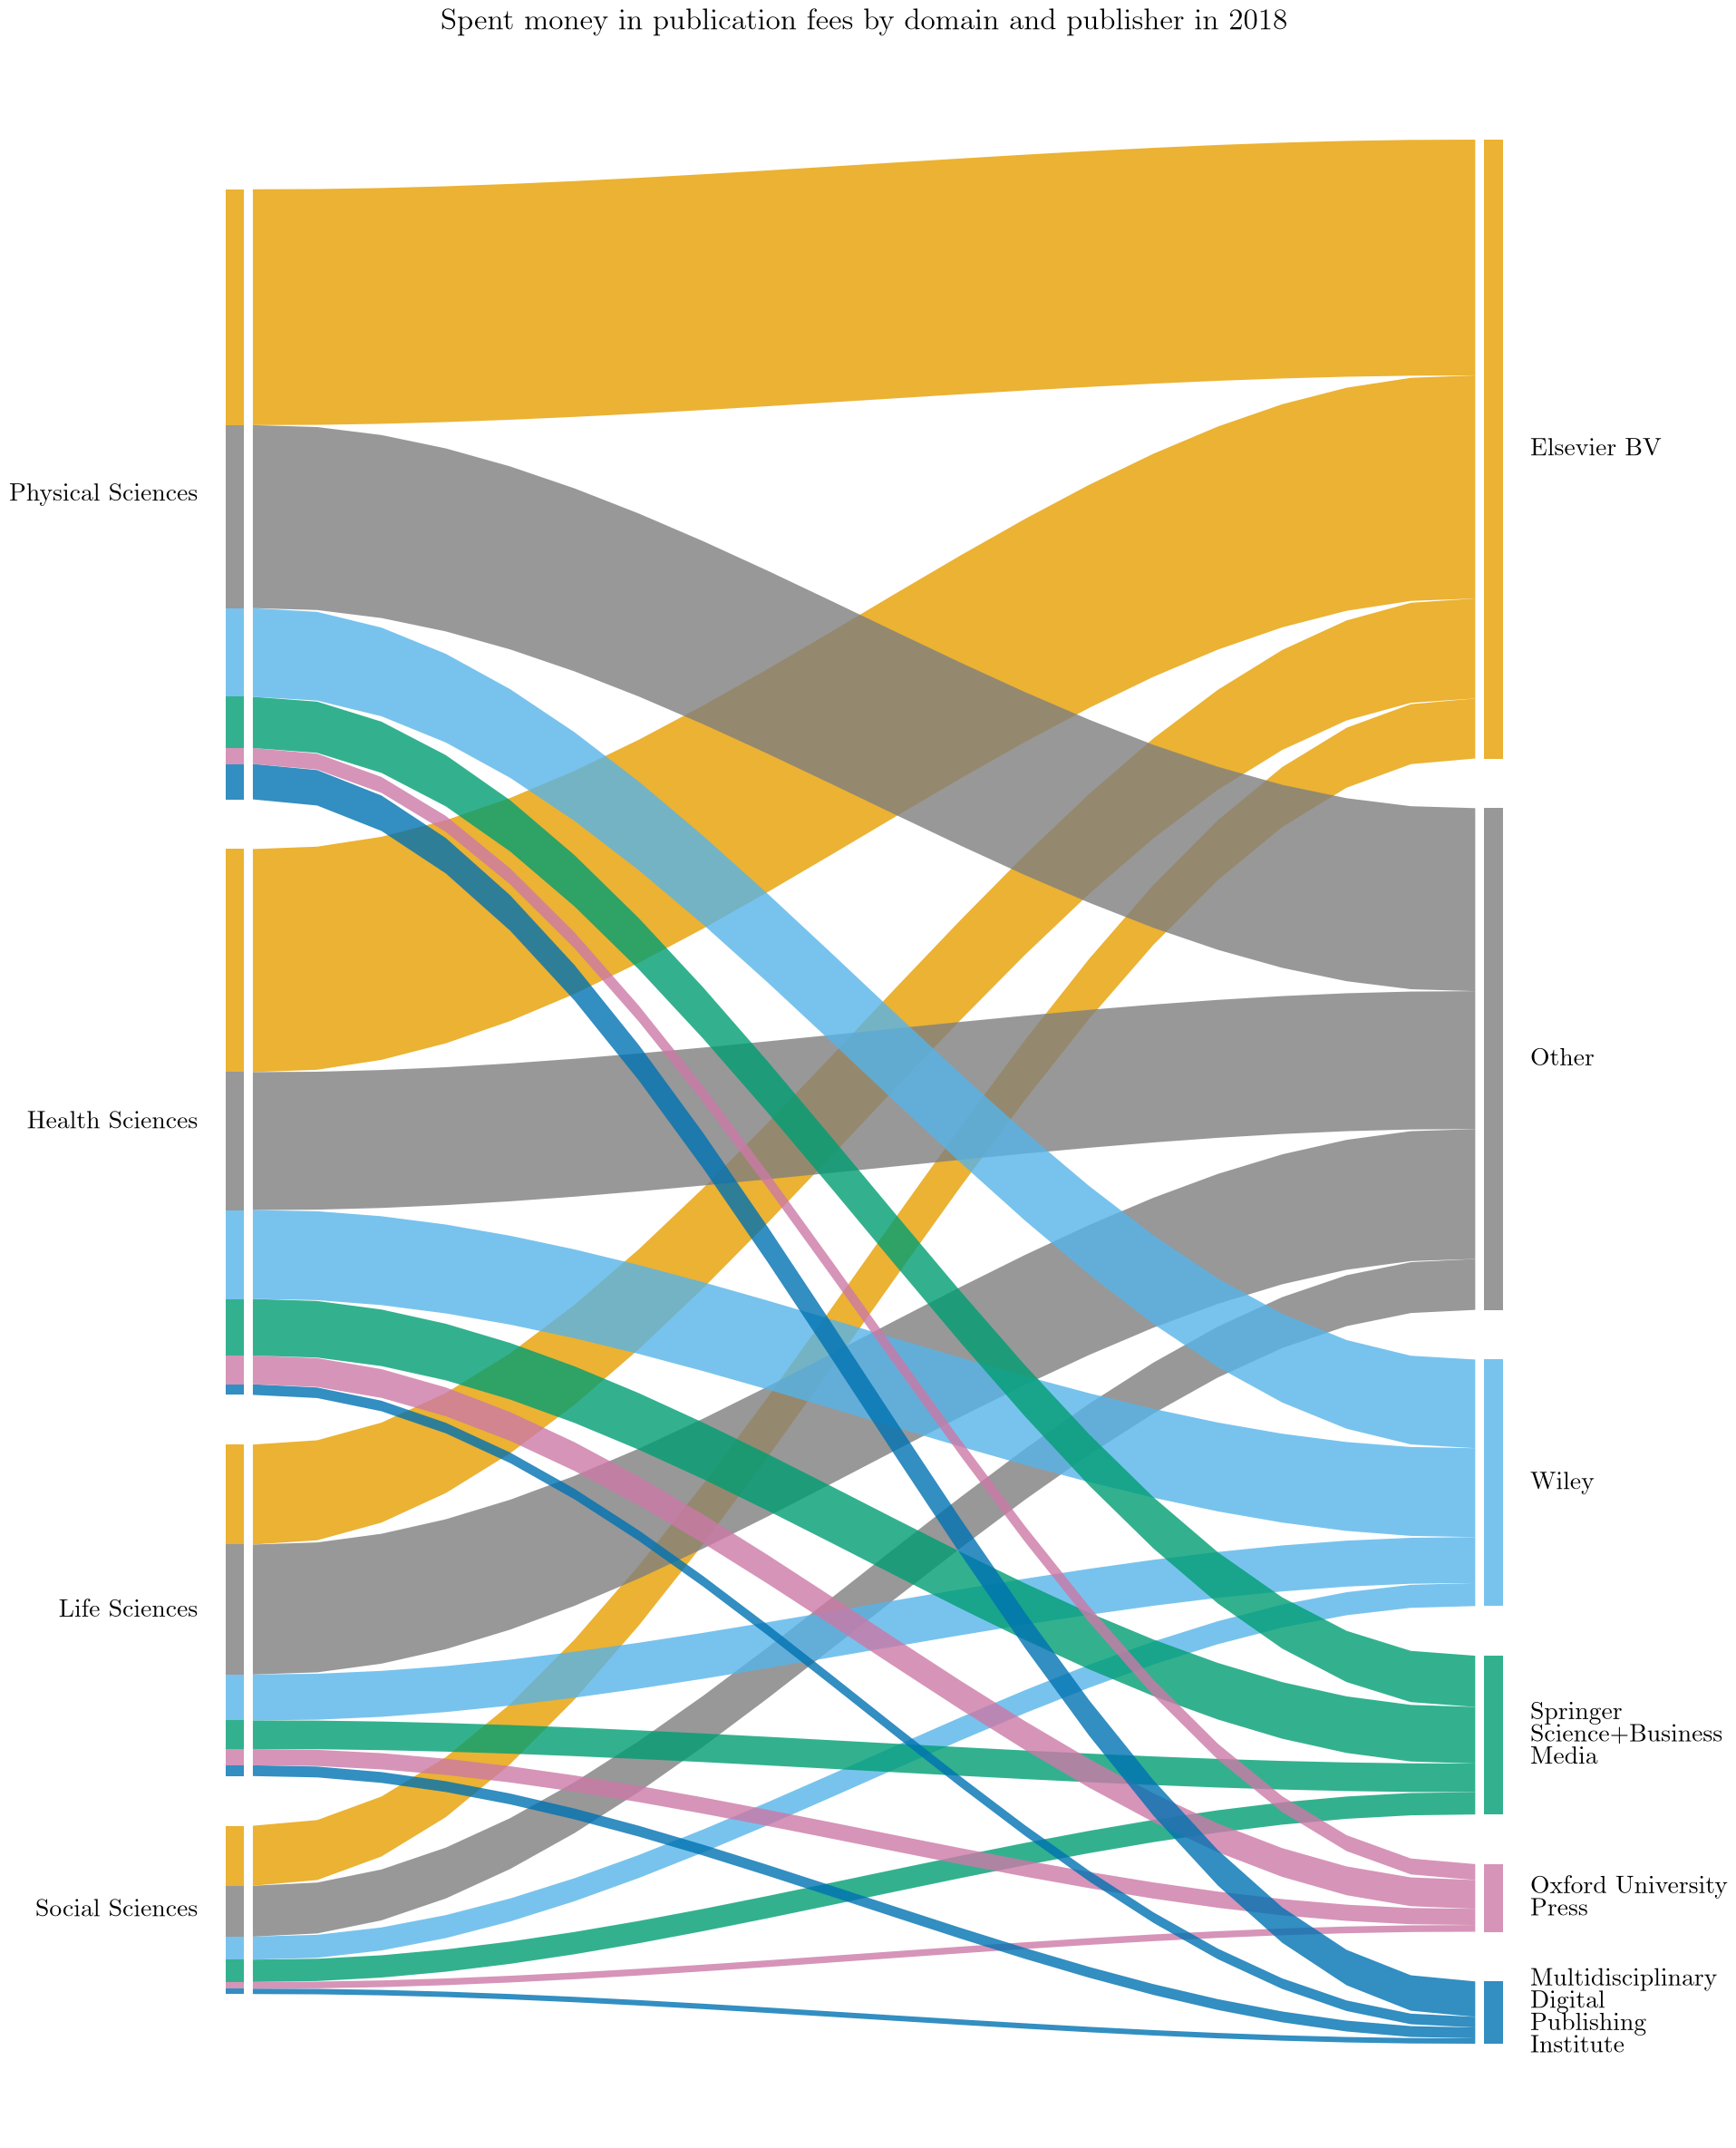 Spent money in publication fees by domain and publisher in 2018
Physical Sciences
Health Sciences
Life Sciences
Social Sciences
Elsevier BV
Other
Wiley
Springer
Science+Business
Media
Oxford University
Press
Multidisciplinary
Digital
Publishing
Institute